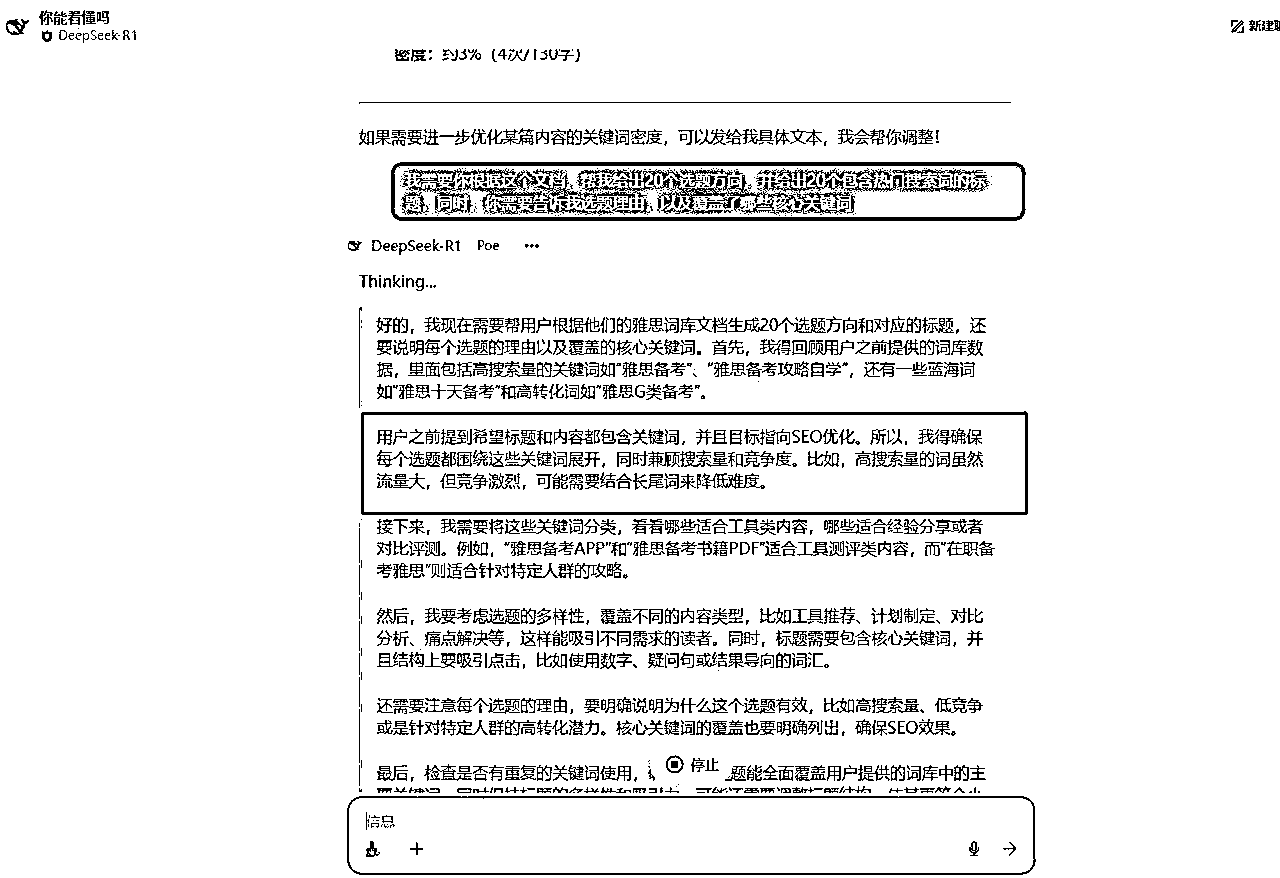 你能看懂吗
DeepSeek-R1
新建
密度：约3%（4次/130字）
如果需要进一步优化某篇内容的关键词密度，可以发给我具体文本，我会帮你调整！
我需要你根据这个文档，帮我给出20个选题方向，并给出20个包含热门搜索词的标
题，同时，你需要告诉我选题理由，以及覆盖了哪些核心关键词
DeepSeek-R1 Poe •••
Thinking...
好的，我现在需要帮用户根据他们的雅思词库文档生成20个选题方向和对应的标题，还
要说明每个选题的理由以及覆盖的核心关键词。首先，我得回顾用户之前提供的词库数
据，里面包括高搜索量的关键词如“雅思备考”、“雅思备考攻略自学”，还有一些蓝海词
如“雅思十天备考”和高转化词如“雅思G类备考”。
用户之前提到希望标题和内容都包含关键词，并且目标指向SEO优化。所以，我得确保
每个选题都围绕这些关键词展开，同时兼顾搜索量和竞争度。比如，高搜索量的词虽然
流量大，但竞争激烈，可能需要结合长尾词来降低难度。
接下来，我需要将这些关键词分类，看看哪些适合工具类内容，哪些适合经验分享或者
对比评测。例如，“雅思备考APP”和“雅思备考书籍PDF”适合工具测评类内容，而“在职备
考雅思”则适合针对特定人群的攻略。
然后，我要考虑选题的多样性，覆盖不同的内容类型，比如工具推荐、计划制定、对比
分析、痛点解决等，这样能吸引不同需求的读者。同时，标题需要包含核心关键词，并
且结构上要吸引点击，比如使用数字、疑问句或结果导向的词汇。
还需要注意每个选题的理由，要明确说明为什么这个选题有效，比如高搜索量、低竞争
或是针对特定人群的高转化潜力。核心关键词的覆盖也要明确列出，确保SEO效果。
最后，检查是否有重复的关键词使用，
停止
题能全面覆盖用户提供的词库中的主
信息